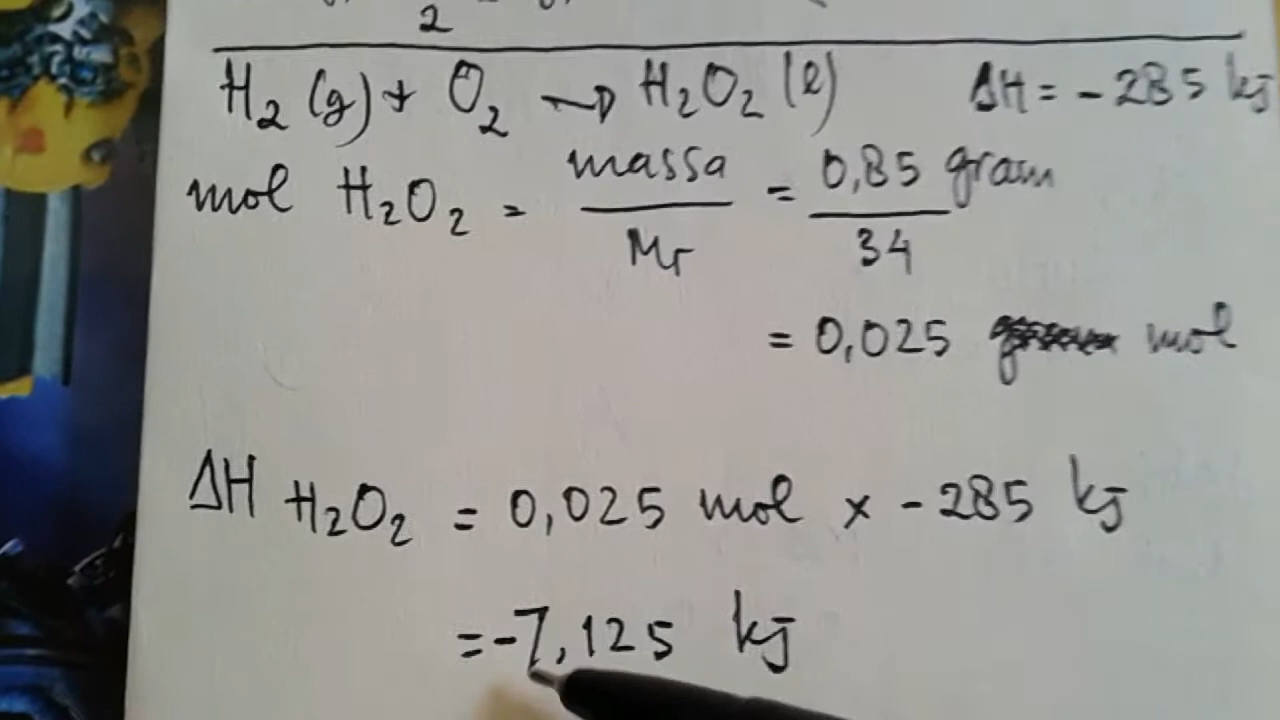 2
H₂ (g) + O₂ → H₂O₂ (l) ΔH = - 285 kj
mol H₂O₂ = massa / Mr = 0,85 gram / 34
= 0,025 mol
ΔH H₂O₂ = 0,025 mol x - 285 kj
= -7,125 kj